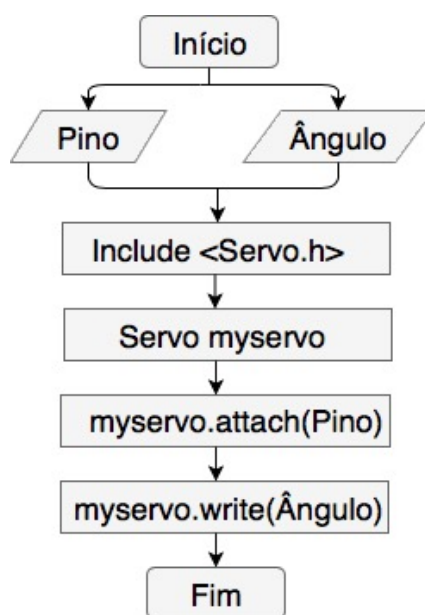 Início
Pino
Ângulo
Include <Servo.h>
Servo myservo
myservo.attach(Pino)
myservo.write(Ângulo)
Fim